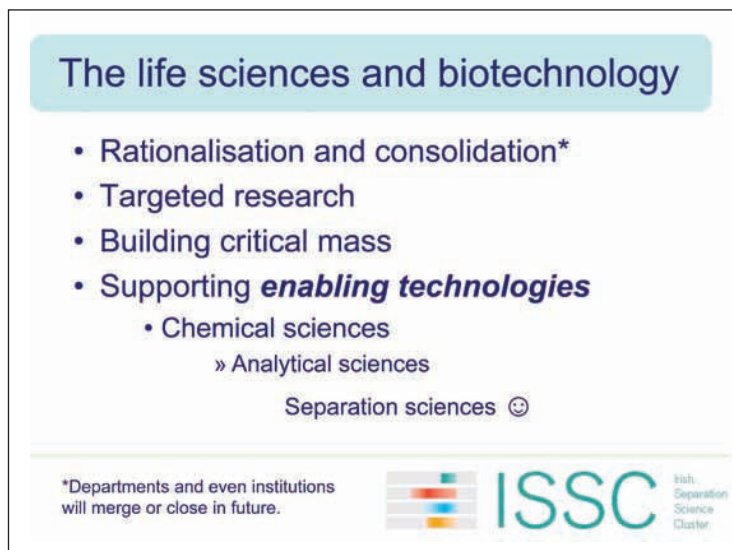 The life sciences and biotechnology
• Rationalisation and consolidation*
• Targeted research
• Building critical mass
• Supporting enabling technologies
• Chemical sciences
» Analytical sciences
Separation sciences ☺
*Departments and even institutions
will merge or close in future.
ISSC
Irish
Separation
Science
Cluster